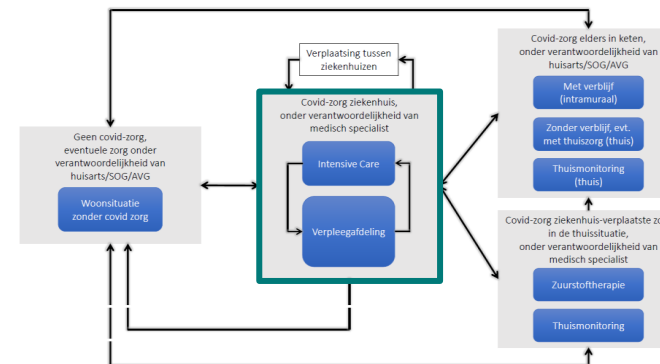 Verplaatsing tussen
ziekenhuizen
Geen covid-zorg,
eventuele zorg onder
verantwoordelijkheid van
huisarts/SOG/AVG
Woonsituatie
zonder covid zorg
Covid-zorg ziekenhuis,
onder verantwoordelijkheid van
medisch specialist
Intensive Care
Verpleegafdeling
Covid-zorg elders in keten,
onder verantwoordelijkheid van
huisarts/SOG/AVG
Met verblijf
(intramuraal)
Zonder verblijf, evt.
met thuiszorg (thuis)
Thuismonitoring
(thuis)
Covid-zorg ziekenhuis-verplaatste
in de thuissituatie,
onder verantwoordelijkheid van
medisch specialist
Zuurstoftherapie
Thuismonitoring